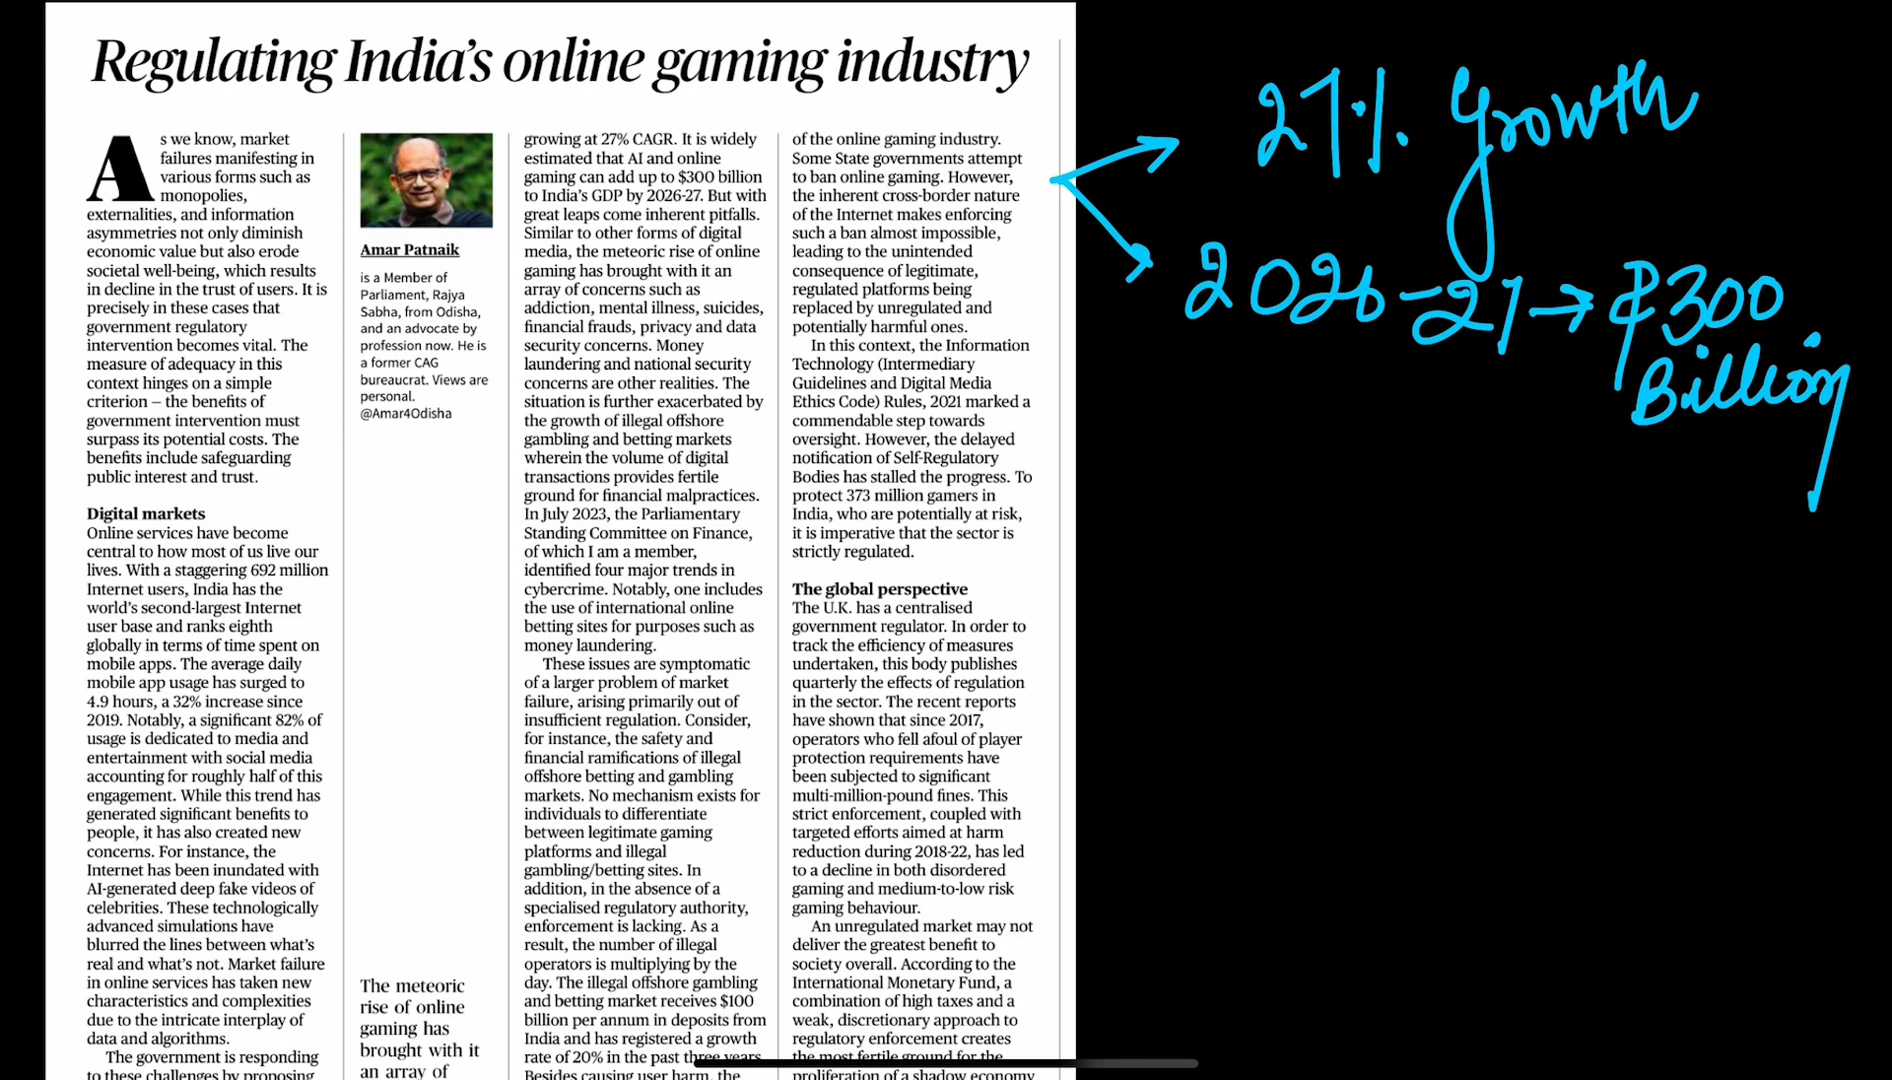 Regulating India's online gaming industry
As we know, market
failures manifesting in
various forms such as
monopolies,
externalities, and information
asymmetries not only diminish
economic value but also erode
societal well-being, which results
in decline in the trust of users. It is
precisely in these cases that
government regulatory
intervention becomes vital. The
measure of adequacy in this
context hinges on a simple
criterion – the benefits of
government intervention must
surpass its potential costs. The
benefits include safeguarding
public interest and trust.
Digital markets
Online services have become
central to how most of us live our
lives. With a staggering 692 million
Internet users, India has the
world's second-largest Internet
user base and ranks eighth
globally in terms of time spent on
mobile apps. The average daily
mobile app usage has surged to
4.9 hours, a 32% increase since
2019. Notably, a significant 82% of
usage is dedicated to media and
entertainment with social media
accounting for roughly half of this
engagement. While this trend has
generated significant benefits to
people, it has also created new
concerns. For instance, the
Internet has been inundated with
AI-generated deep fake videos of
celebrities. These technologically
advanced simulations have
blurred the lines between what's
real and what's not. Market failure
in online services has taken new
characteristics and complexities
due to the intricate interplay of
data and algorithms.
The government is responding
to these challenges by proposing
Amar Patnaik
is a Member of
Parliament, Rajya
Sabha, from Odisha,
and an advocate by
profession now. He is
a former CAG
bureaucrat. Views are
personal.
@Amar4Odisha
The meteoric
rise of online
gaming has
brought with it
an array of
growing at 27% CAGR. It is widely
estimated that AI and online
gaming can add up to $300 billion
to India's GDP by 2026-27. But with
great leaps come inherent pitfalls.
Similar to other forms of digital
media, the meteoric rise of online
gaming has brought with it an
array of concerns such as
addiction, mental illness, suicides,
financial frauds, privacy and data
security concerns. Money
laundering and national security
concerns are other realities. The
situation is further exacerbated by
the growth of illegal offshore
gambling and betting markets
wherein the volume of digital
transactions provides fertile
ground for financial malpractices.
In July 2023, the Parliamentary
Standing Committee on Finance,
of which I am a member,
identified four major trends in
cybercrime. Notably, one includes
the use of international online
betting sites for purposes such as
money laundering.
These issues are symptomatic
of a larger problem of market
failure, arising primarily out of
insufficient regulation. Consider,
for instance, the safety and
financial ramifications of illegal
offshore betting and gambling
markets. No mechanism exists for
individuals to differentiate
between legitimate gaming
platforms and illegal
gambling/betting sites. In
addition, in the absence of a
specialised regulatory authority,
enforcement is lacking. As a
result, the number of illegal
operators is multiplying by the
day. The illegal offshore gambling
and betting market receives $100
billion per annum in deposits from
India and has registered a growth
rate of 20% in the past three years.
Besides causing user harm, the
of the online gaming industry.
Some State governments attempt
to ban online gaming. However,
the inherent cross-border nature
of the Internet makes enforcing
such a ban almost impossible,
leading to the unintended
consequence of legitimate,
regulated platforms being
replaced by unregulated and
potentially harmful ones.
In this context, the Information
Technology (Intermediary
Guidelines and Digital Media
Ethics Code) Rules, 2021 marked a
commendable step towards
oversight. However, the delayed
notification of Self-Regulatory
Bodies has stalled the progress. To
protect 373 million gamers in
India, who are potentially at risk,
it is imperative that the sector is
strictly regulated.
The global perspective
The U.K. has a centralised
government regulator. In order to
track the efficiency of measures
undertaken, this body publishes
quarterly the effects of regulation
in the sector. The recent reports
have shown that since 2017,
operators who fell afoul of player
protection requirements have
been subjected to significant
multi-million-pound fines. This
strict enforcement, coupled with
targeted efforts aimed at harm
reduction during 2018-22, has led
to a decline in both disordered
gaming and medium-to-low risk
gaming behaviour.
An unregulated market may not
deliver the greatest benefit to
society overall. According to the
International Monetary Fund, a
combination of high taxes and a
weak, discretionary approach to
regulatory enforcement creates
the most fertile ground for the
proliferation of a shadow economy
27% Growth
2026-27 → $300
Billion